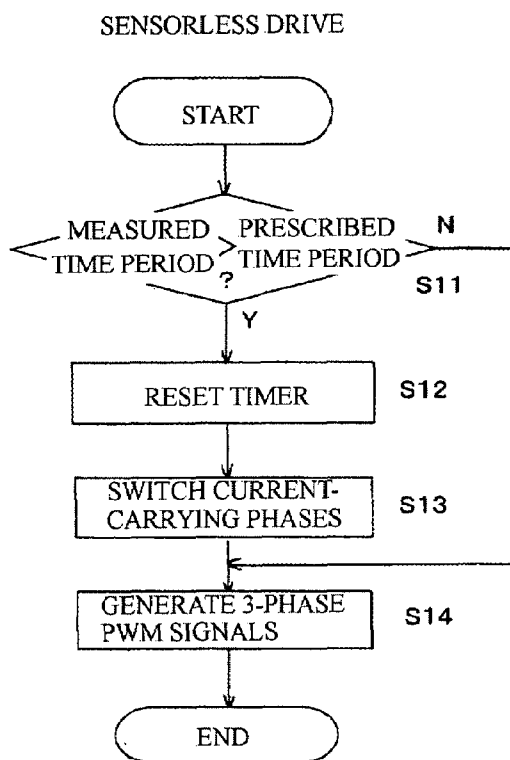 SENSORLESS DRIVE
START
MEASURED TIME PERIOD > PRESCRIBED TIME PERIOD ?
N
S11
Y
RESET TIMER
S12
SWITCH CURRENT-
CARRYING PHASES
S13
GENERATE 3-PHASE
PWM SIGNALS
S14
END